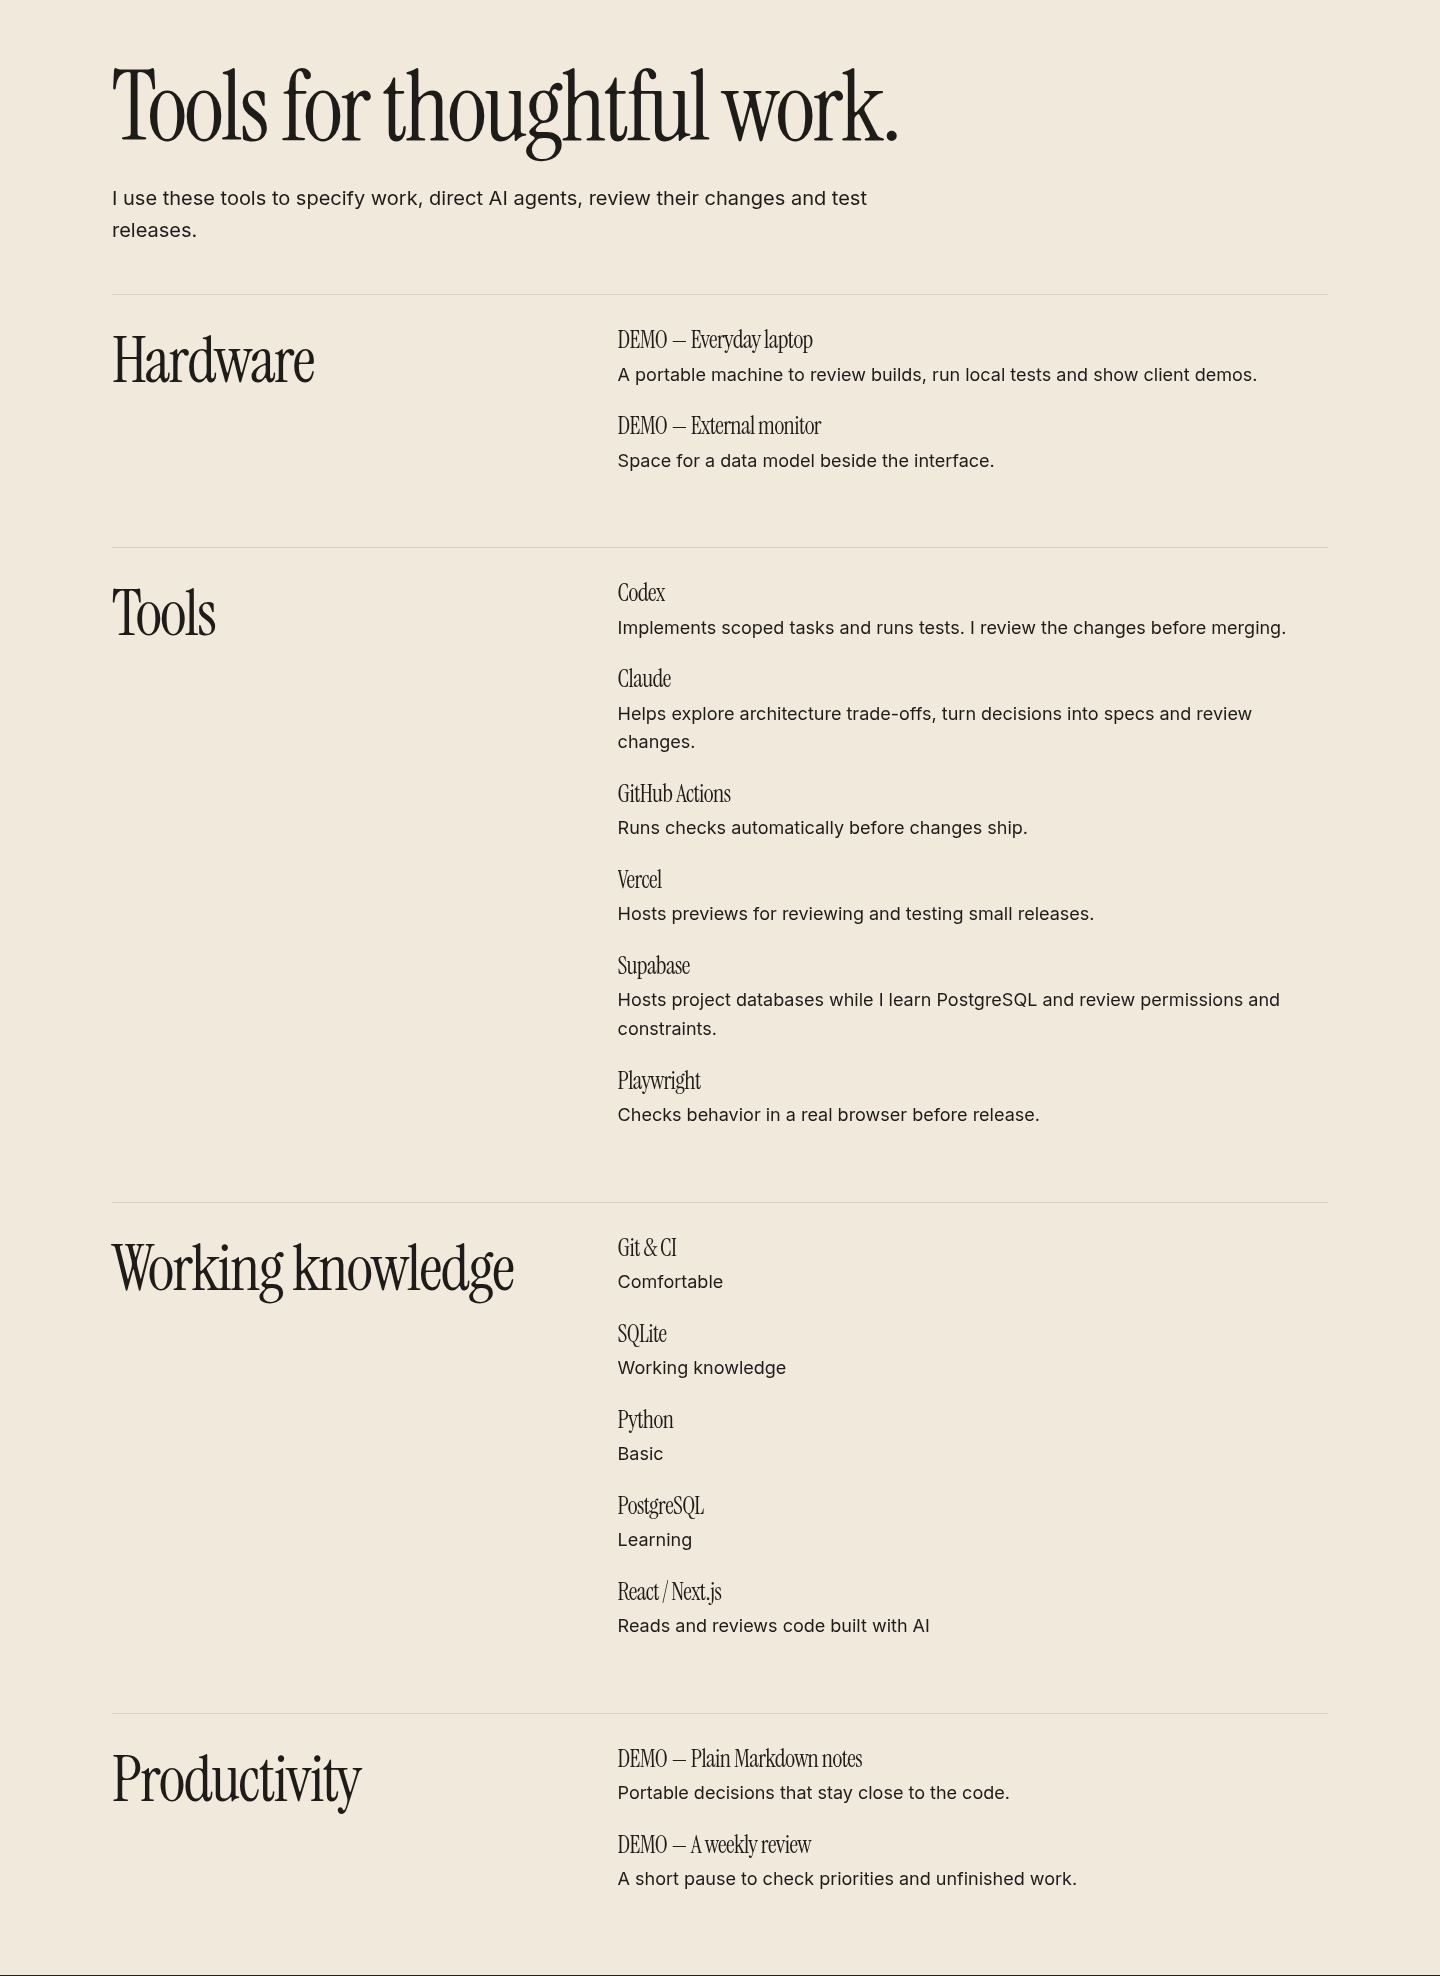 Tools for thoughtful work.
I use these tools to specify work, direct AI agents, review their changes and test
releases.
Hardware
DEMO — Everyday laptop
A portable machine to review builds, run local tests and show client demos.
DEMO — External monitor
Space for a data model beside the interface.
Tools
Codex
Implements scoped tasks and runs tests. I review the changes before merging.
Claude
Helps explore architecture trade-offs, turn decisions into specs and review
changes.
GitHub Actions
Runs checks automatically before changes ship.
Vercel
Hosts previews for reviewing and testing small releases.
Supabase
Hosts project databases while I learn PostgreSQL and review permissions and
constraints.
Playwright
Checks behavior in a real browser before release.
Working knowledge
Git & CI
Comfortable
SQLite
Working knowledge
Python
Basic
PostgreSQL
Learning
React / Next.js
Reads and reviews code built with AI
Productivity
DEMO — Plain Markdown notes
Portable decisions that stay close to the code.
DEMO — A weekly review
A short pause to check priorities and unfinished work.